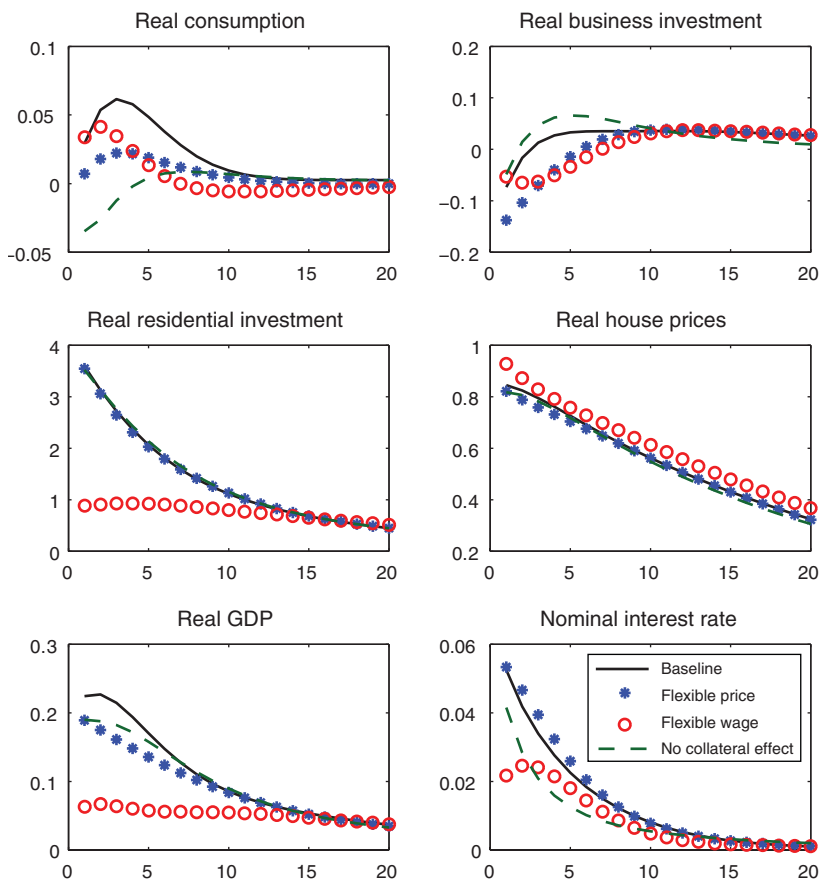 Real consumption
0.1
0.05
0
−0.05
0 5 10 15 20
Real business investment
0.2
0.1
0
−0.1
−0.2
0 5 10 15 20
Real residential investment
4
3
2
1
0
0 5 10 15 20
Real house prices
1
0.8
0.6
0.4
0.2
0 5 10 15 20
Real GDP
0.3
0.2
0.1
0
0 5 10 15 20
Nominal interest rate
0.06
0.04
0.02
0
0 5 10 15 20
Baseline
Flexible price
Flexible wage
No collateral effect